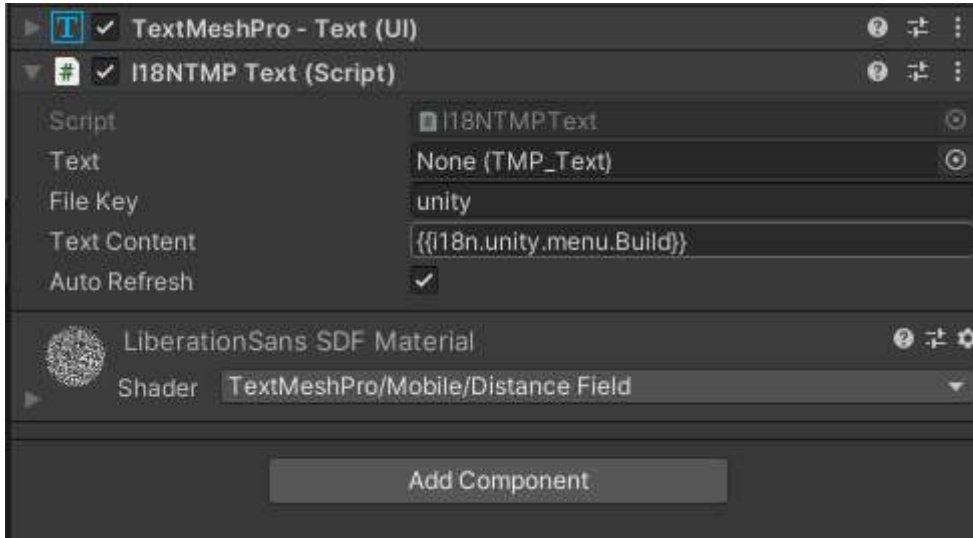 TextMeshPro - Text (UI)
I18NTMP Text (Script)
Script I18NTMPText
Text None (TMP_Text)
File Key unity
Text Content {{i18n.unity.menu.Build}}
Auto Refresh
LiberationSans SDF Material
Shader TextMeshPro/Mobile/Distance Field
Add Component